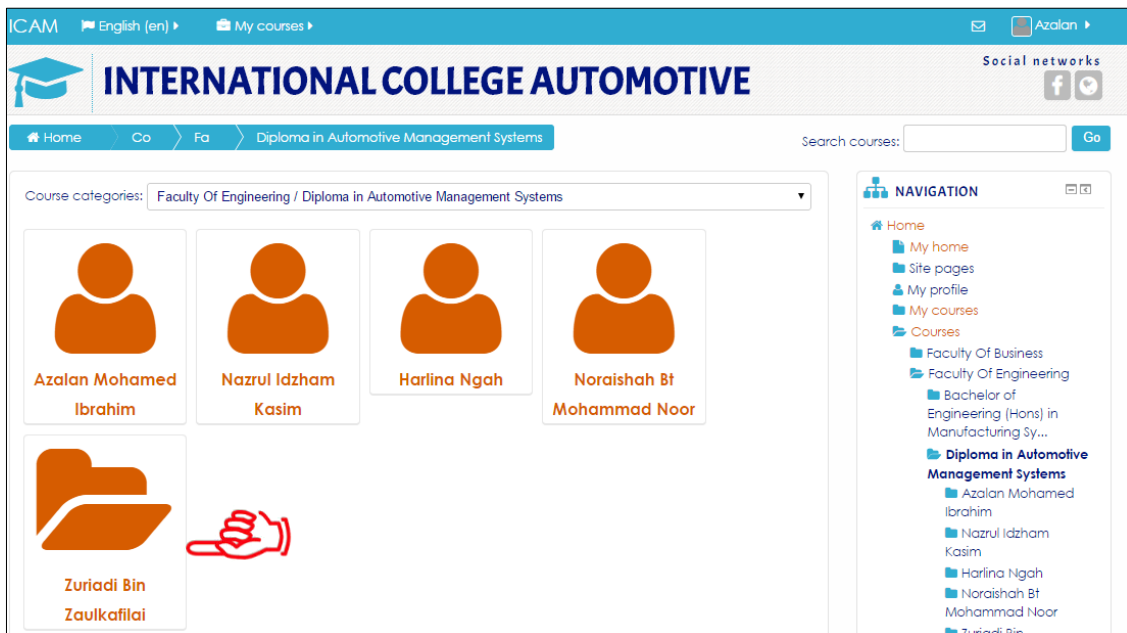 ICAM English (en) My courses Azalan
INTERNATIONAL COLLEGE AUTOMOTIVE
Social networks
Home Co Fa Diploma in Automotive Management Systems
Search courses: Go
Course categories: Faculty Of Engineering / Diploma in Automotive Management Systems
Azalan Mohamed
Ibrahim
Nazrul Idzham
Kasim
Harlina Ngah
Noraishah Bt
Mohammad Noor
Zuriadi Bin
Zaulkafilai
NAVIGATION
Home
My home
Site pages
My profile
My courses
Courses
Faculty Of Business
Faculty Of Engineering
Bachelor of
Engineering (Hons) in
Manufacturing Sy...
Diploma in Automotive
Management Systems
Azalan Mohamed
Ibrahim
Nazrul Idzham
Kasim
Harlina Ngah
Noraishah Bt
Mohammad Noor
Zuriadi Bin